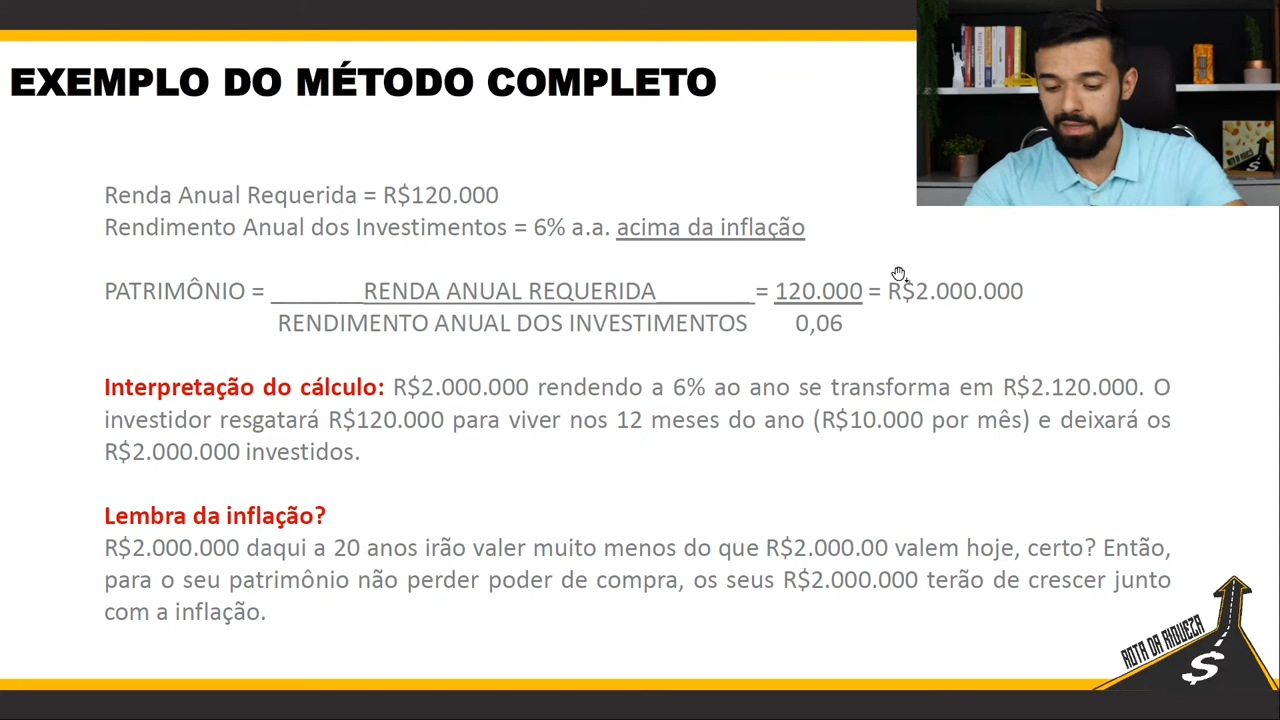 EXEMPLO DO MÉTODO COMPLETO
Renda Anual Requerida = R$120.000
Rendimento Anual dos Investimentos = 6% a.a. acima da inflação
PATRIMÔNIO = RENDA ANUAL REQUERIDA = 120.000 = R$2.000.000
RENDIMENTO ANUAL DOS INVESTIMENTOS 0,06
Interpretação do cálculo: R$2.000.000 rendendo a 6% ao ano se transforma em R$2.120.000. O
investidor resgatará R$120.000 para viver nos 12 meses do ano (R$10.000 por mês) e deixará os
R$2.000.000 investidos.
Lembra da inflação?
R$2.000.000 daqui a 20 anos irão valer muito menos do que R$2.000.00 valem hoje, certo? Então,
para o seu patrimônio não perder poder de compra, os seus R$2.000.000 terão de crescer junto
com a inflação.
ROTA DA RIQUEZA
$